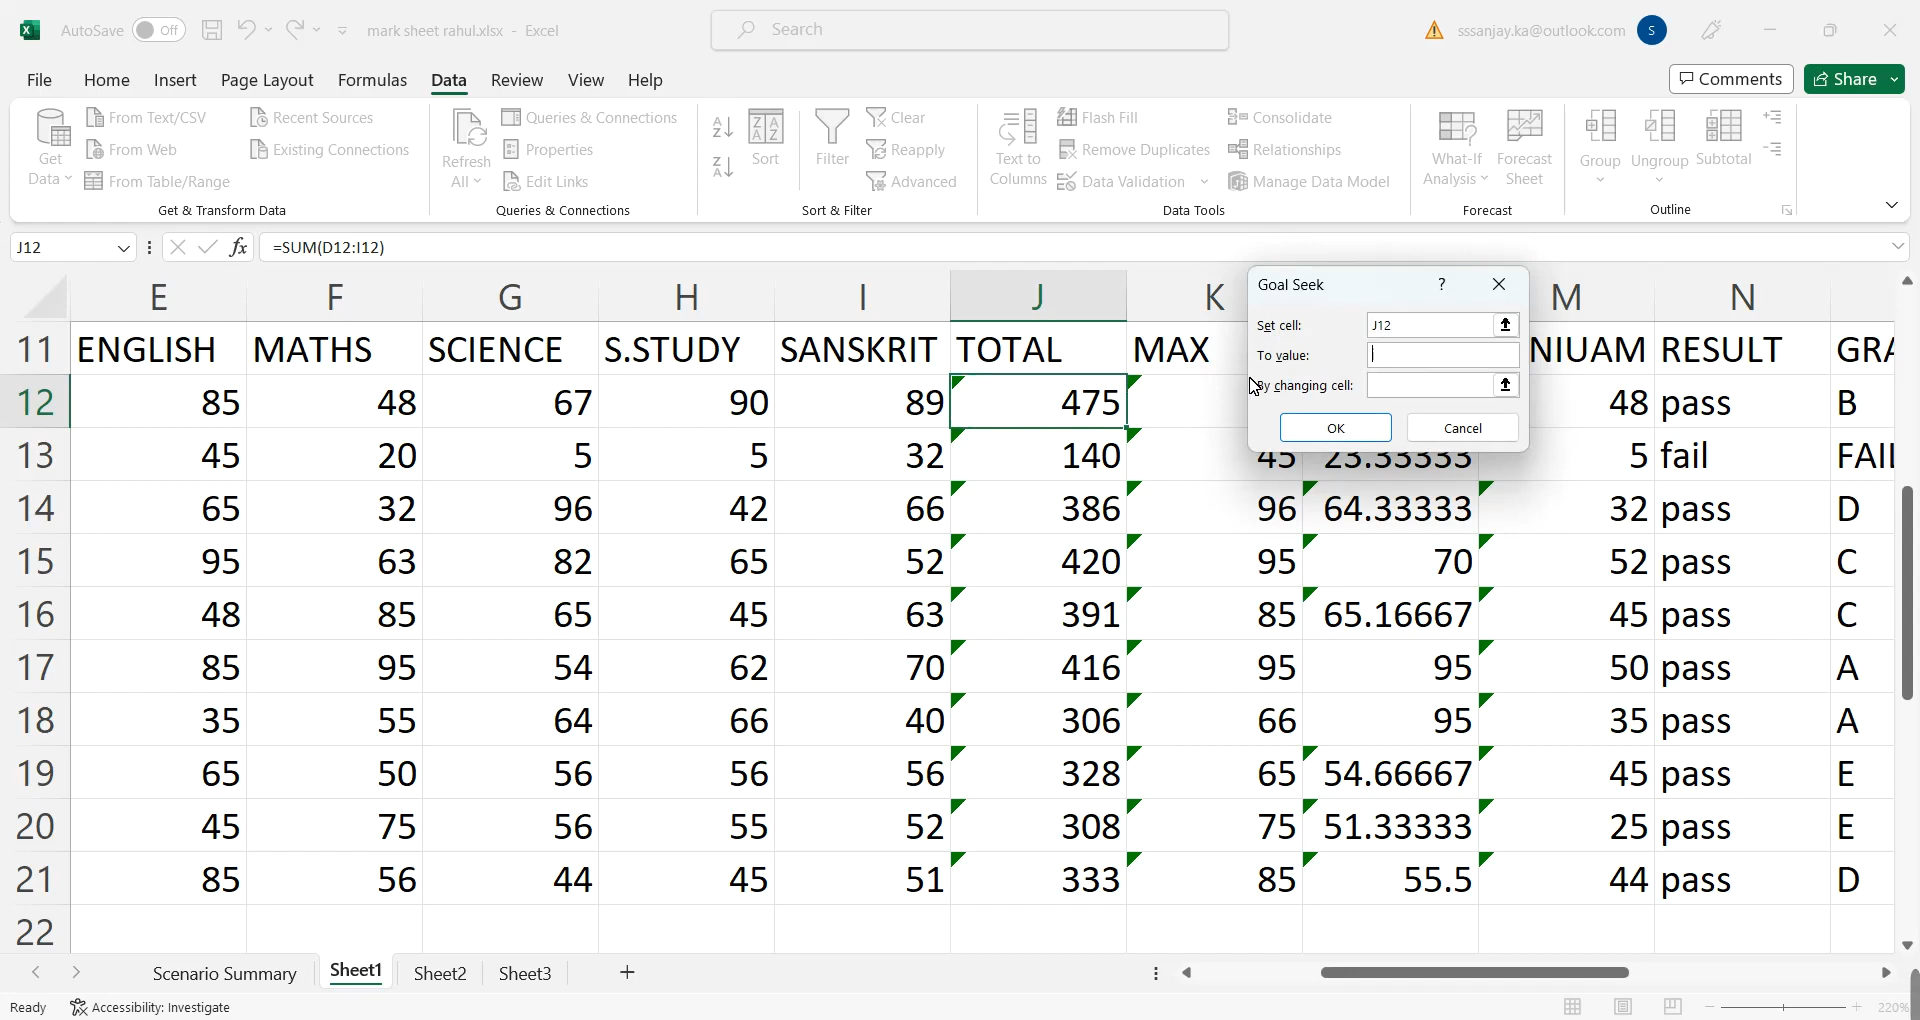 AutoSave Off mark sheet rahul.xlsx - Excel Search sssanjay.ka@outlook.com S
File Home Insert Page Layout Formulas Data Review View Help Comments Share
Get Data
From Text/CSV
From Web
From Table/Range
Recent Sources
Existing Connections
Get & Transform Data
Refresh All
Queries & Connections
Properties
Edit Links
Queries & Connections
Sort
Filter
Clear
Reapply
Advanced
Sort & Filter
Text to Columns
Flash Fill
Remove Duplicates
Data Validation
Consolidate
Relationships
Manage Data Model
Data Tools
What-If Analysis
Forecast Sheet
Forecast
Group
Ungroup
Subtotal
Outline
J12 fx =SUM(D12:I12)
E F G H I J K M N
11 ENGLISH MATHS SCIENCE S.STUDY SANSKRIT TOTAL MAX NIUAM RESULT GRA
12 85 48 67 90 89 475 48 pass B
13 45 20 5 5 32 140 45 23.33333 5 fail FAIL
14 65 32 96 42 66 386 96 64.33333 32 pass D
15 95 63 82 65 52 420 95 70 52 pass C
16 48 85 65 45 63 391 85 65.16667 45 pass C
17 85 95 54 62 70 416 95 95 50 pass A
18 35 55 64 66 40 306 66 95 35 pass A
19 65 50 56 56 56 328 65 54.66667 45 pass E
20 45 75 56 55 52 308 75 51.33333 25 pass E
21 85 56 44 45 51 333 85 55.5 44 pass D
22
Goal Seek ?
Set cell: J12
To value:
By changing cell:
OK Cancel
Scenario Summary Sheet1 Sheet2 Sheet3
Ready Accessibility: Investigate 220%